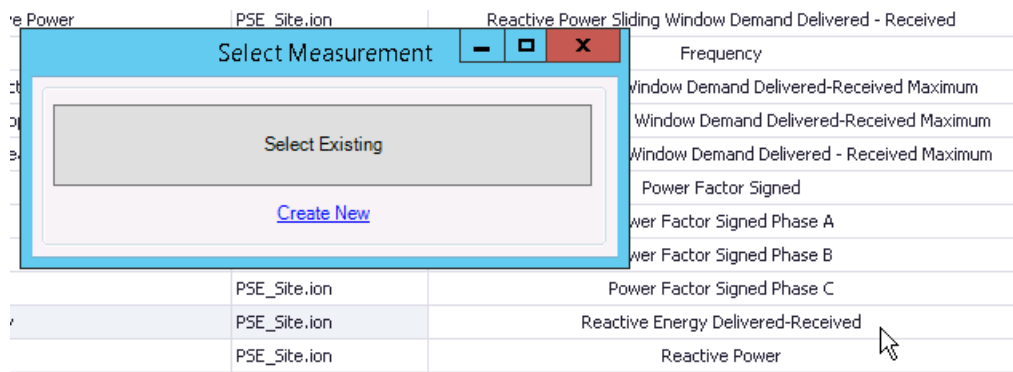 Power PSE_Site.ion Reactive Power Sliding Window Demand Delivered - Received
Select Measurement
Frequency
Window Demand Delivered-Received Maximum
Select Existing
Window Demand Delivered-Received Maximum
Window Demand Delivered - Received Maximum
Power Factor Signed
Create New
Factor Signed Phase A
Factor Signed Phase B
PSE_Site.ion Power Factor Signed Phase C
PSE_Site.ion Reactive Energy Delivered-Received
PSE_Site.ion Reactive Power